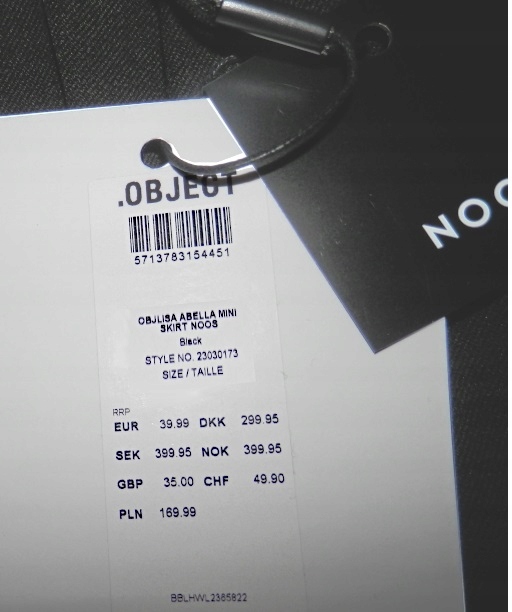 .OBJECT
5713783154451
OBJLISA ABELLA MINI
SKIRT NOOS
Black
STYLE NO. 23030173
SIZE / TAILLE
RRP
EUR 39.99 DKK 299.95
SEK 399.95 NOK 399.95
GBP 35.00 CHF 49.90
PLN 169.99
BBLHWL2385822
NOO